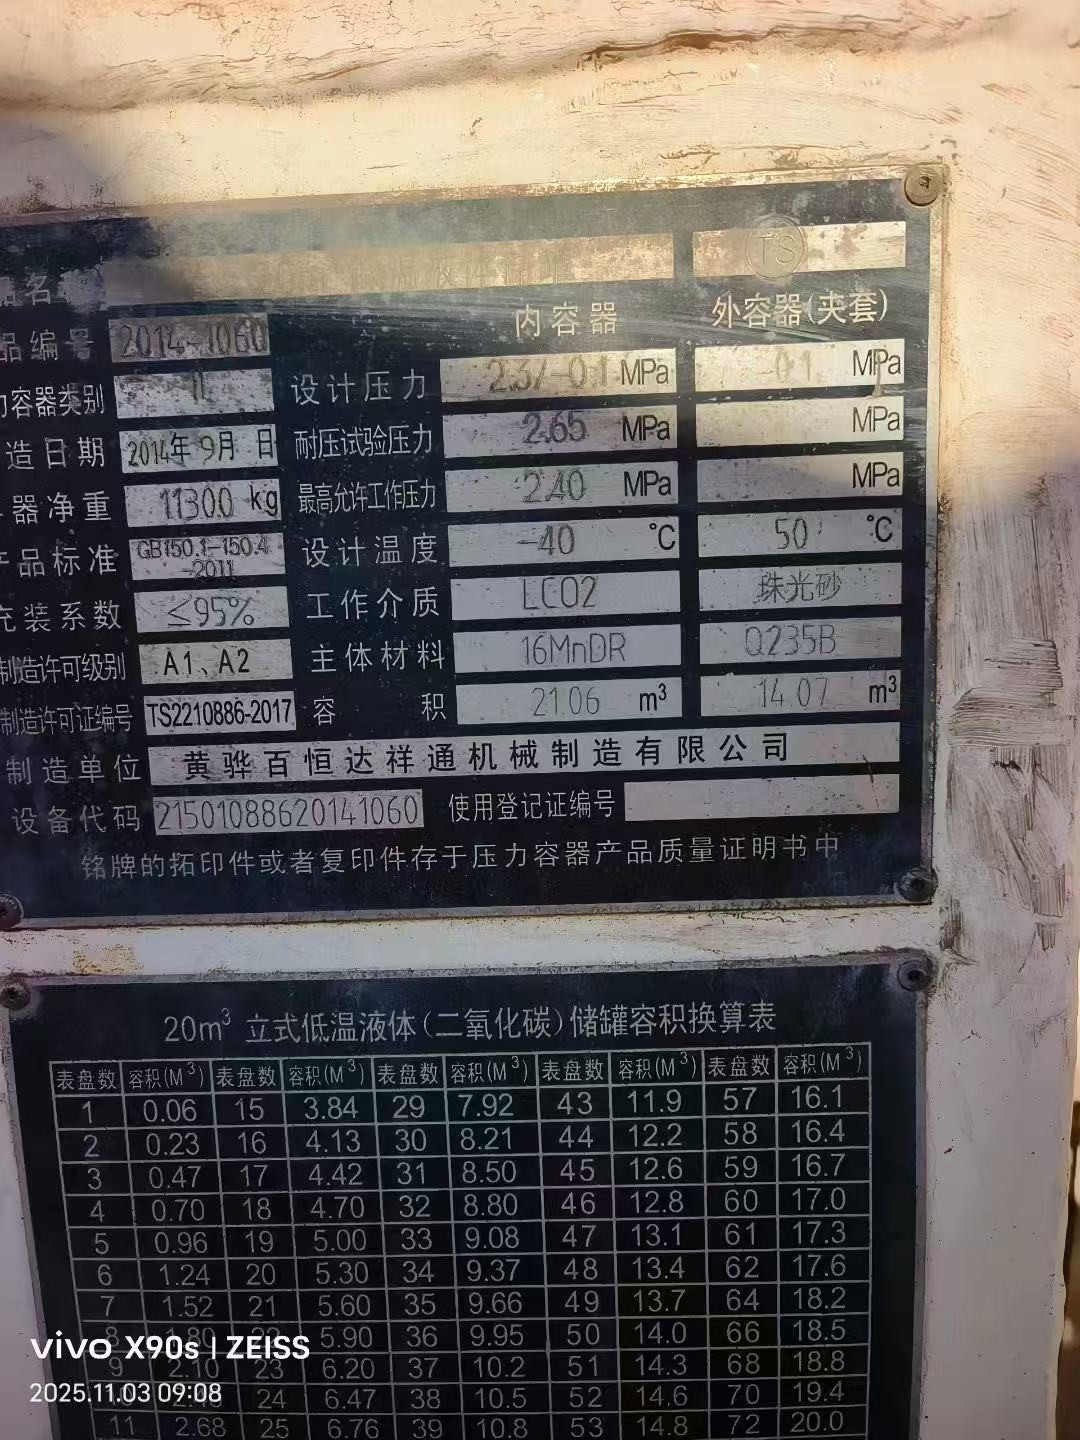 品名
TS
内容器 外容器(夹套)
品编号 2014-1060
力容器类别 II 设计压力 2.37-0.1 MPa -0.1 MPa
造日期 2014年9月 日 耐压试验压力 2.65 MPa MPa
器净重 11300 kg 最高允许工作压力 2.40 MPa MPa
产品标准 GB150.1-150.4-2011 设计温度 -40 ℃ 50 ℃
充装系数 ≤95% 工作介质 LCO2 珠光砂
制造许可级别 A1、A2 主体材料 16MnDR Q235B
制造许可证编号 TS2210886-2017 容积 21.06 m³ 14.07 m³
制造单位 黄骅百恒达祥通机械制造有限公司
设备代码 21501088620141060 使用登记证编号
铭牌的拓印件或者复印件存于压力容器产品质量证明书中
20m³ 立式低温液体(二氧化碳)储罐容积换算表
表盘数 容积(M³) 表盘数 容积(M³) 表盘数 容积(M³) 表盘数 容积(M³) 表盘数 容积(M³)
1 0.06 15 3.84 29 7.92 43 11.9 57 16.1
2 0.23 16 4.13 30 8.21 44 12.2 58 16.4
3 0.47 17 4.42 31 8.50 45 12.6 59 16.7
4 0.70 18 4.70 32 8.80 46 12.8 60 17.0
5 0.96 19 5.00 33 9.08 47 13.1 61 17.3
6 1.24 20 5.30 34 9.37 48 13.4 62 17.6
7 1.52 21 5.60 35 9.66 49 13.7 64 18.2
8 1.80 22 5.90 36 9.95 50 14.0 66 18.5
9 2.10 23 6.20 37 10.2 51 14.3 68 18.8
10 24 6.47 38 10.5 52 14.6 70 19.4
11 2.68 25 6.76 39 10.8 53 14.8 72 20.0
vivo X90s | ZEISS
2025.11.03 09:08